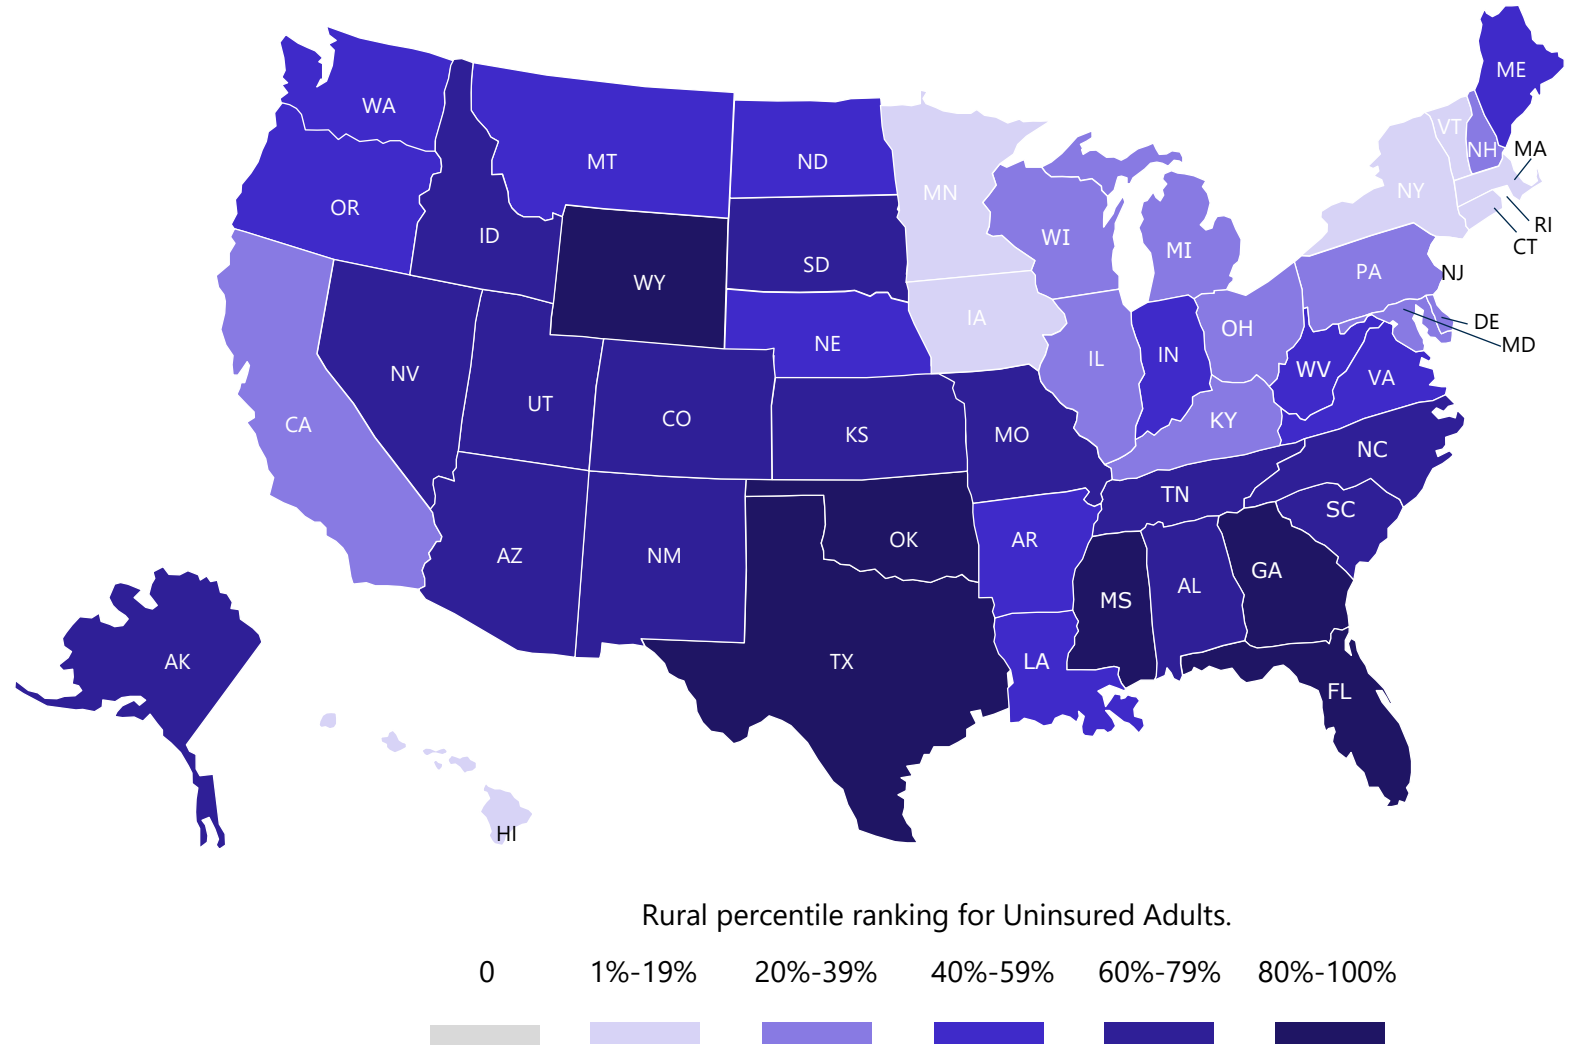 ME
WA
VT
NH
MA
MT
ND
MN
NY
OR
RI
ID
WI
CT
MI
SD
PA
NJ
WY
IA
DE
OH
MD
NE
IL
IN
WV
NV
VA
UT
CO
KY
CA
KS
MO
NC
TN
SC
OK
AR
AZ
NM
GA
AL
MS
AK
TX
LA
FL
HI
Rural percentile ranking for Uninsured Adults.
0 1%-19% 20%-39% 40%-59% 60%-79% 80%-100%